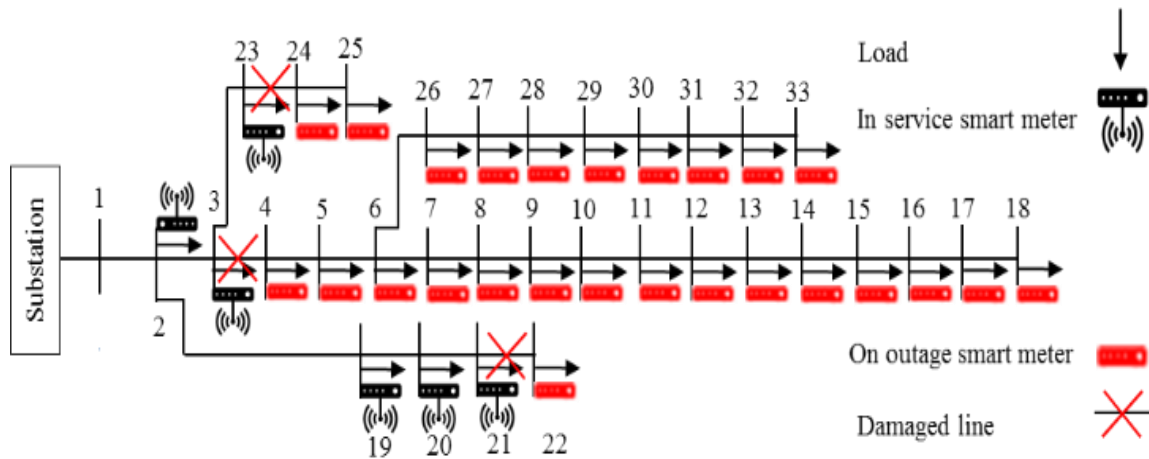 23 24 25
Load
26 27 28 29 30 31 32 33
In service smart meter
Substation
1 3 4 5 6 7 8 9 10 11 12 13 14 15 16 17 18
2
On outage smart meter
Damaged line
19 20 21 22